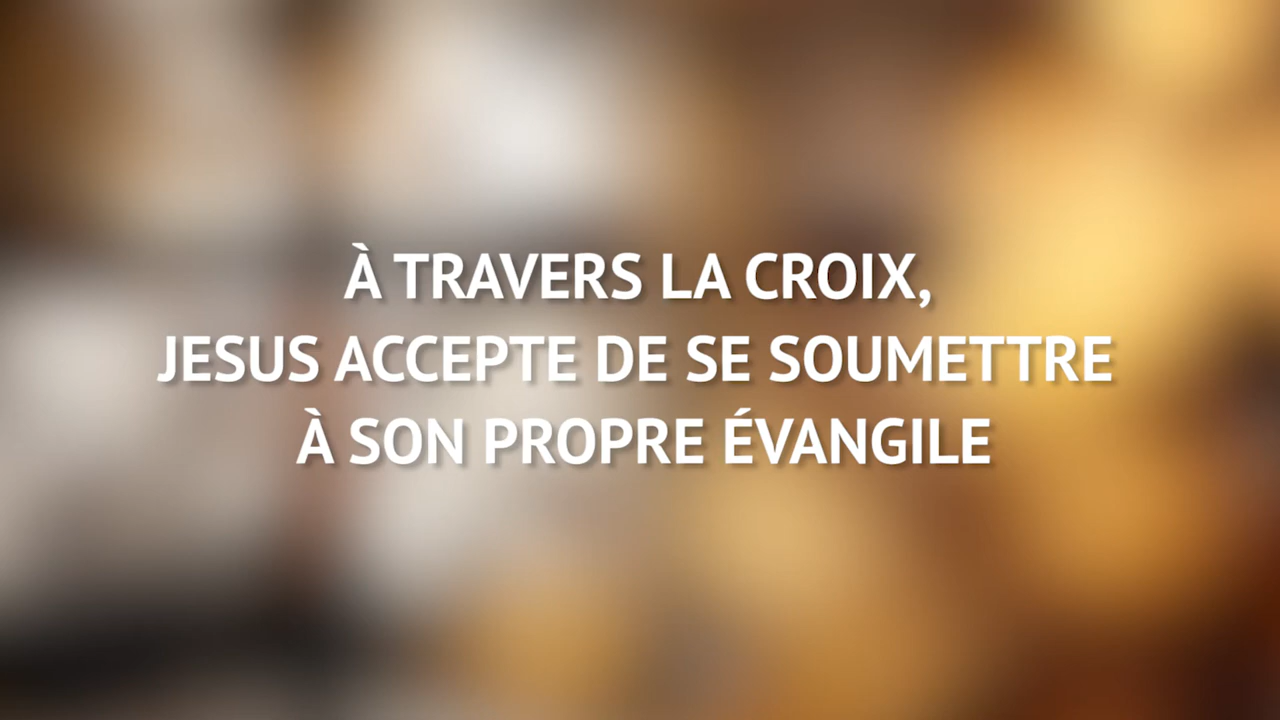 À TRAVERS LA CROIX,
JESUS ACCEPTE DE SE SOUMETTRE
À SON PROPRE ÉVANGILE